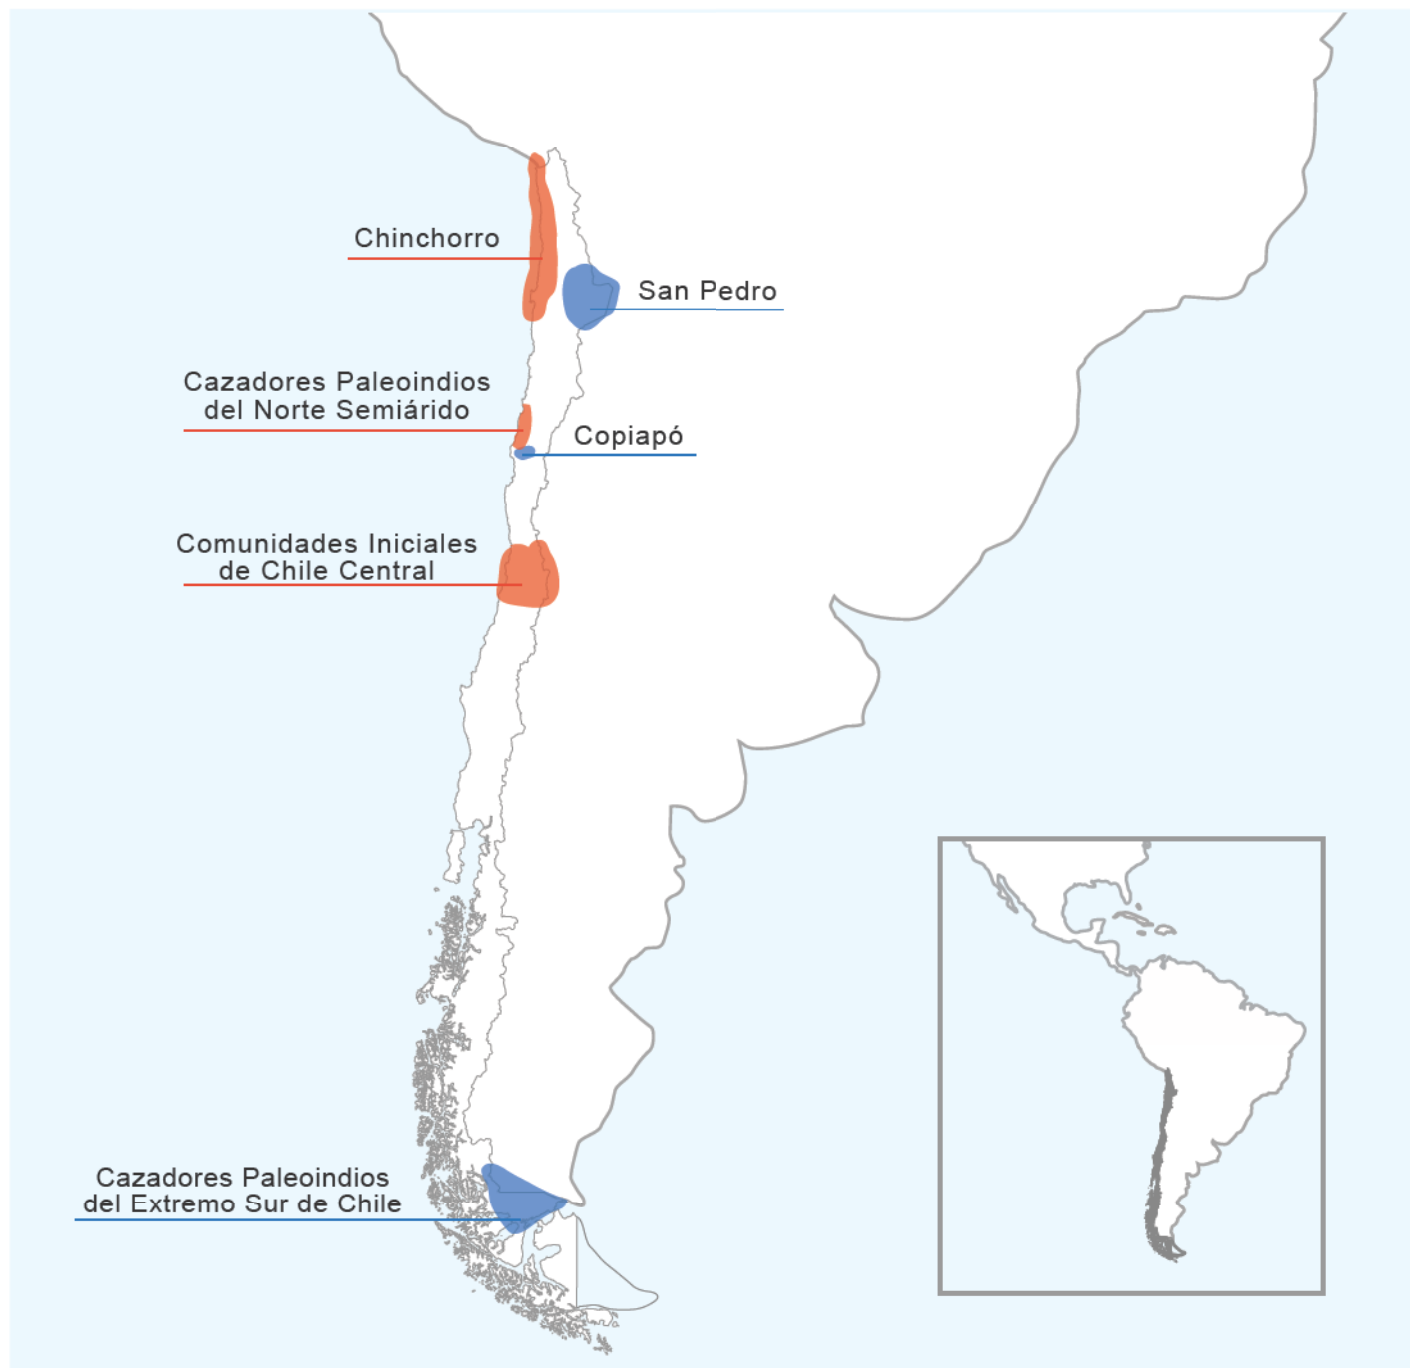 Chinchorro
San Pedro
Cazadores Paleoindios
del Norte Semiárido
Copiapó
Comunidades Iniciales
de Chile Central
Cazadores Paleoindios
del Extremo Sur de Chile